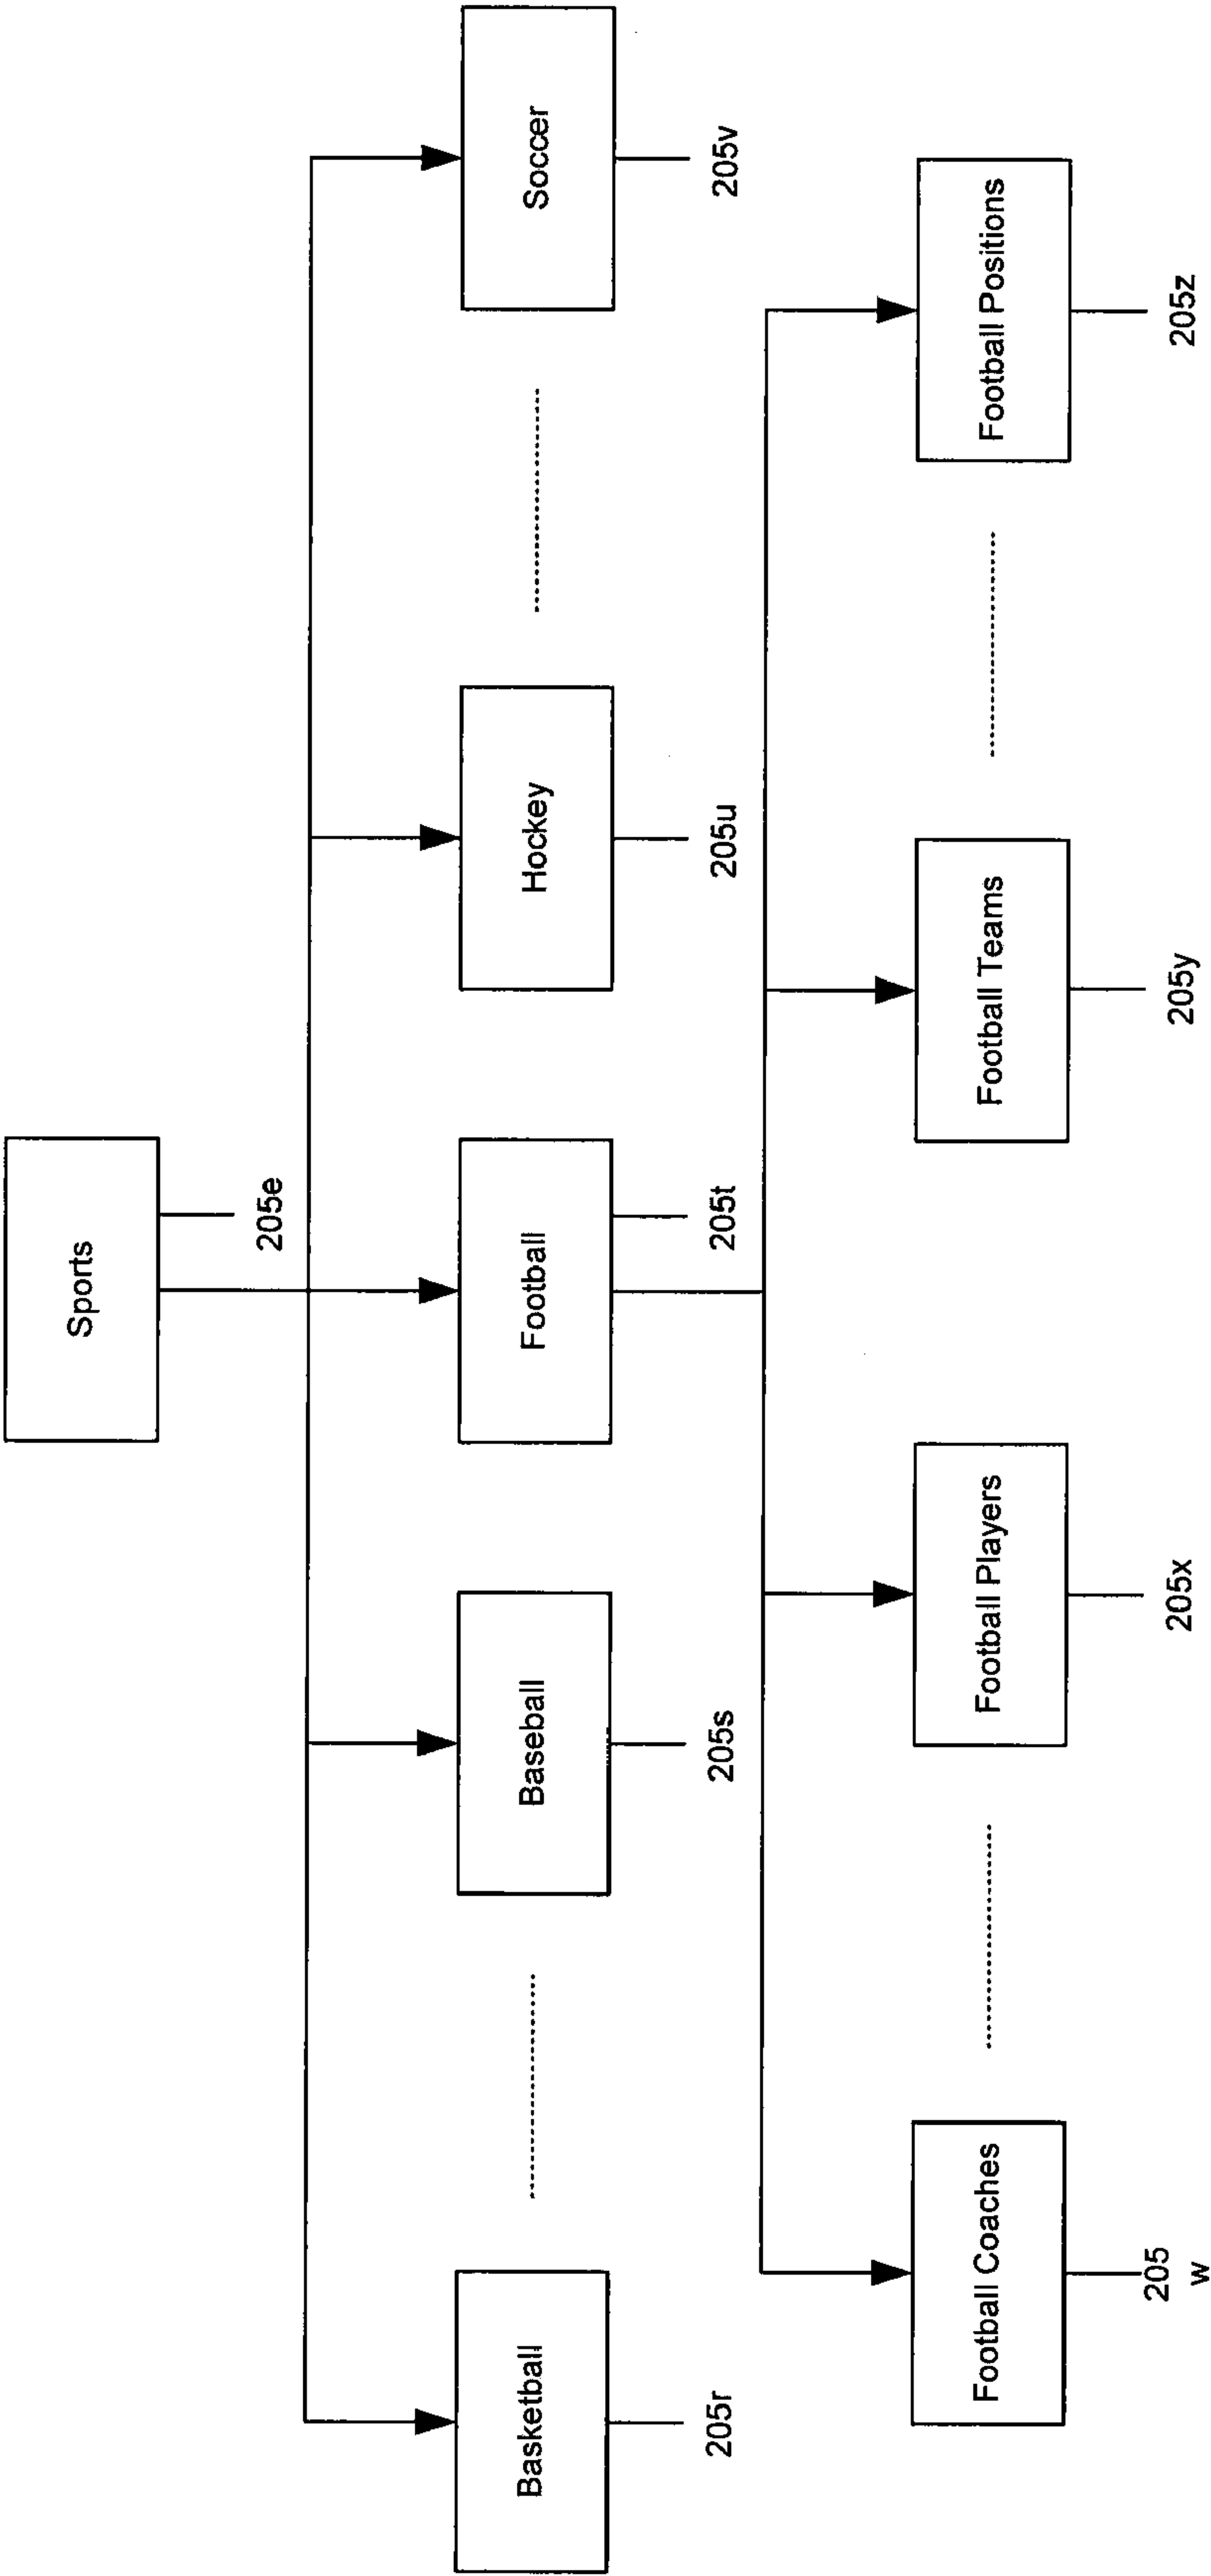 Sports
205e
Basketball
Baseball
Football
Hockey
Soccer
205r
205s
205t
205u
205v
Football Coaches
Football Players
Football Teams
Football Positions
205
w
205x
205y
205z